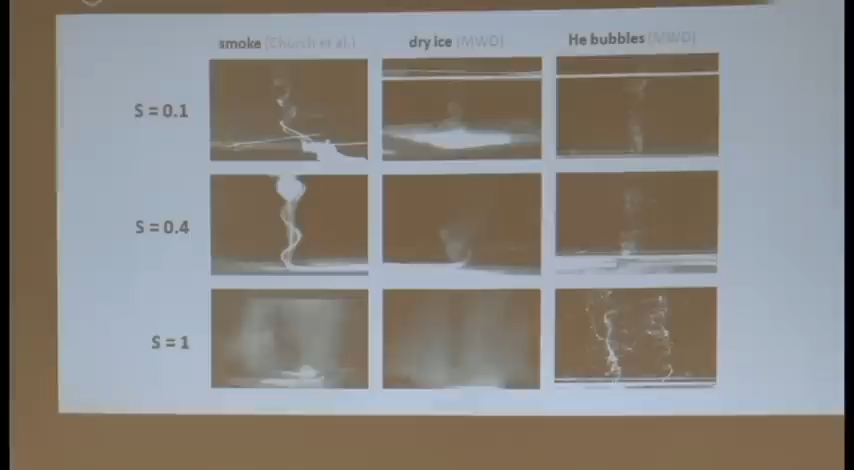 smoke (Church et al.) dry ice (MWD) He bubbles (MWD)
S = 0.1
S = 0.4
S = 1